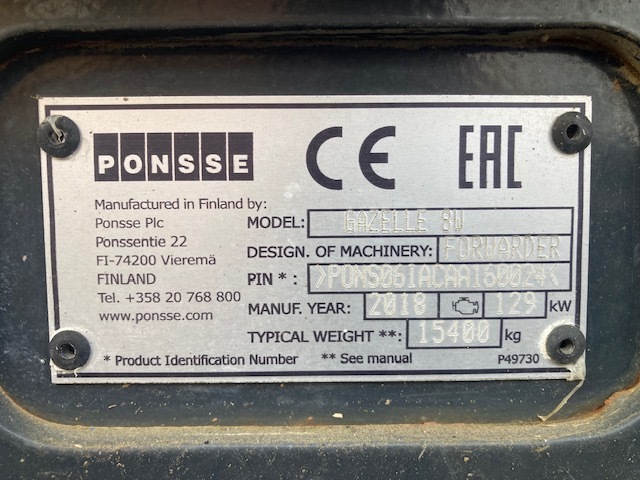 PONSSE CE EAC
Manufactured in Finland by:
Ponsse Plc
Ponssentie 22
FI-74200 Vieremä
FINLAND
Tel. +358 20 768 800
www.ponsse.com
MODEL: GAZELLE 8W
DESIGN. OF MACHINERY: FORWARDER
PIN * : >PONS061ACAA160024<
MANUF. YEAR: 2018 129 kW
TYPICAL WEIGHT **: 15400 kg
* Product Identification Number ** See manual P49730